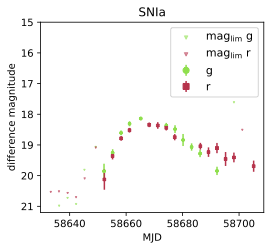 SNIa
difference magnitude
15
16
17
18
19
20
21
mag_lim g
mag_lim r
g
r
58640
58660
58680
58700
MJD